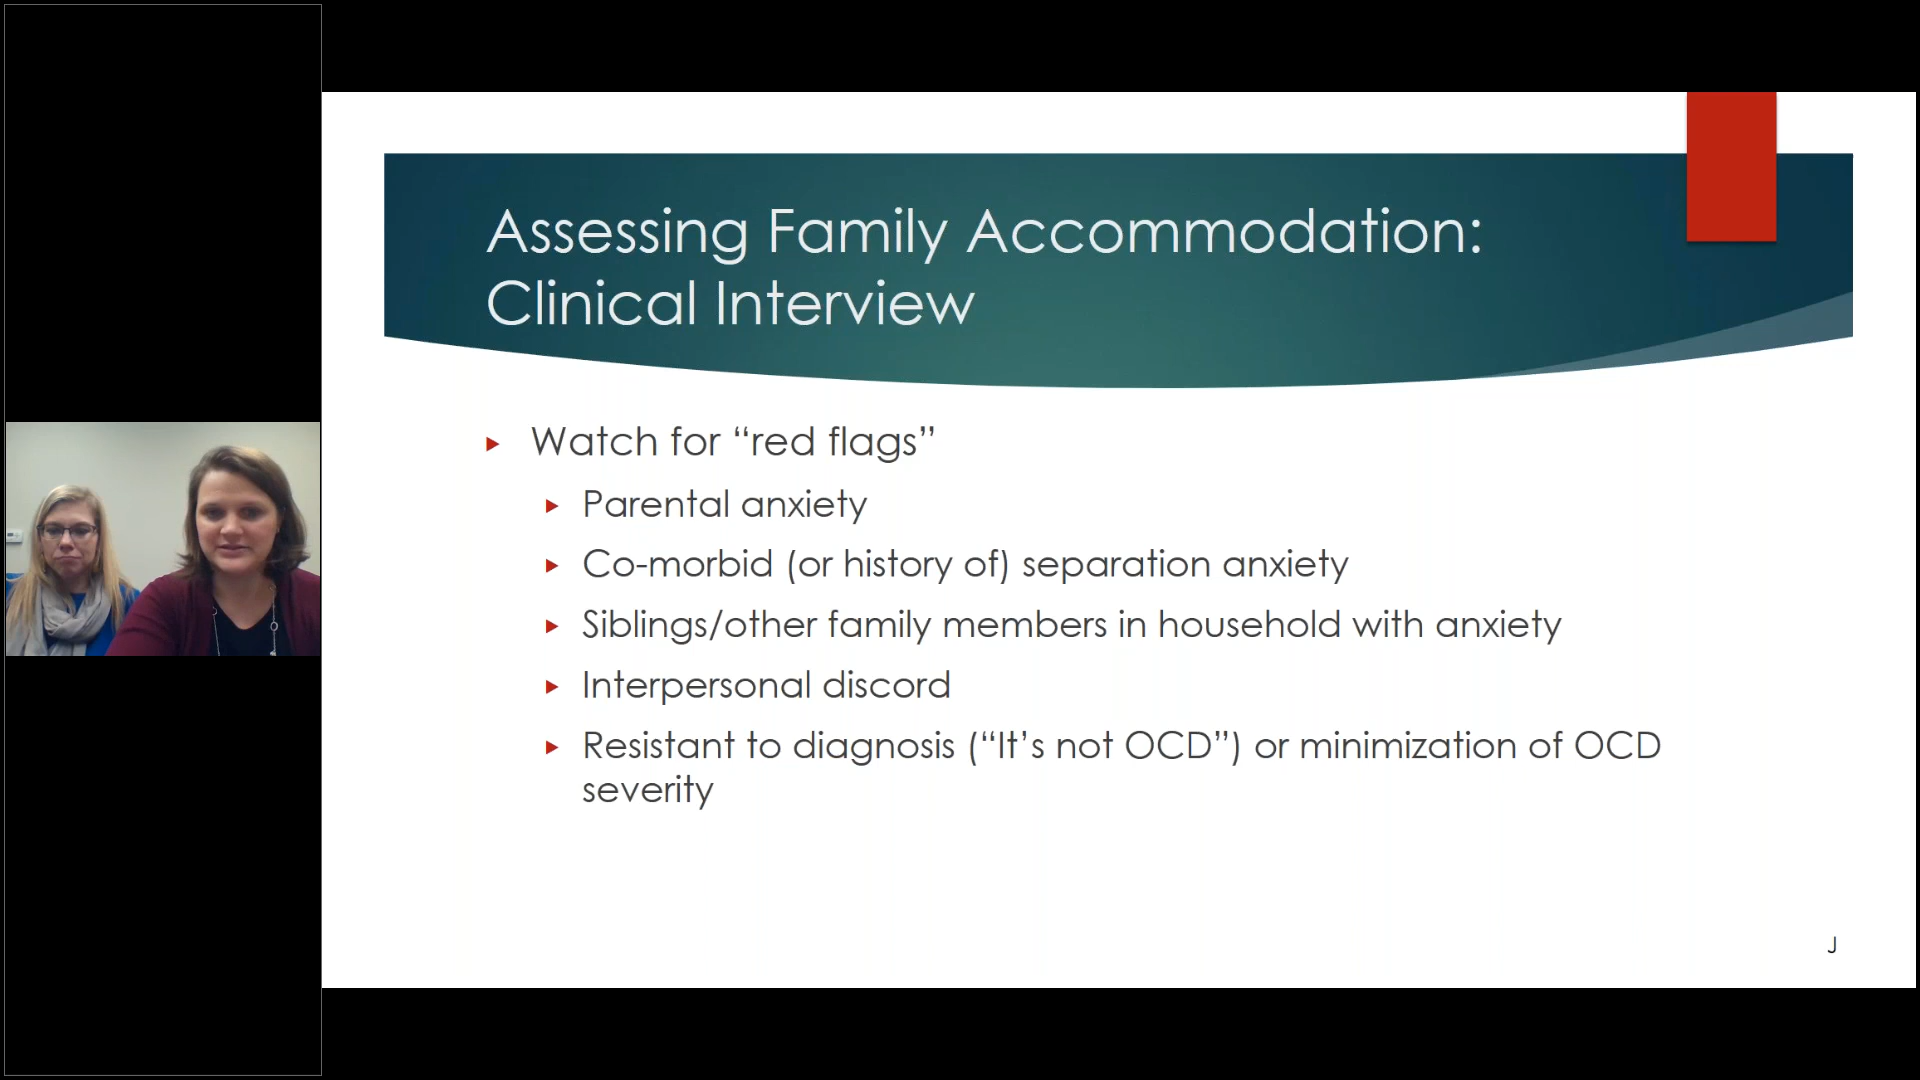 Assessing Family Accommodation:
Clinical Interview
Watch for “red flags”
Parental anxiety
Co-morbid (or history of) separation anxiety
Siblings/other family members in household with anxiety
Interpersonal discord
Resistant to diagnosis (“It’s not OCD”) or minimization of OCD
severity
J